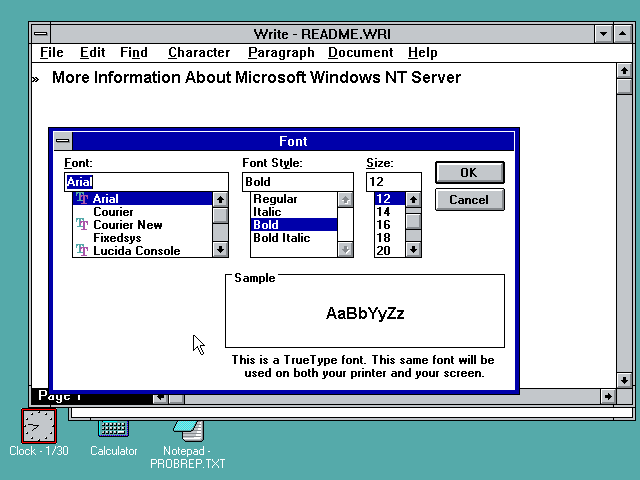 Write - README.WRI
File Edit Find Character Paragraph Document Help
» More Information About Microsoft Windows NT Server
Font
Font: Font Style: Size:
Arial Bold 12
OK
Cancel
Arial
Courier
Courier New
Fixedsys
Lucida Console
Regular
Italic
Bold
Bold Italic
12
14
16
18
20
Sample
AaBbYyZz
This is a TrueType font. This same font will be
used on both your printer and your screen.
Page 1
Clock - 1/30
Calculator
Notepad -
PROBREP.TXT